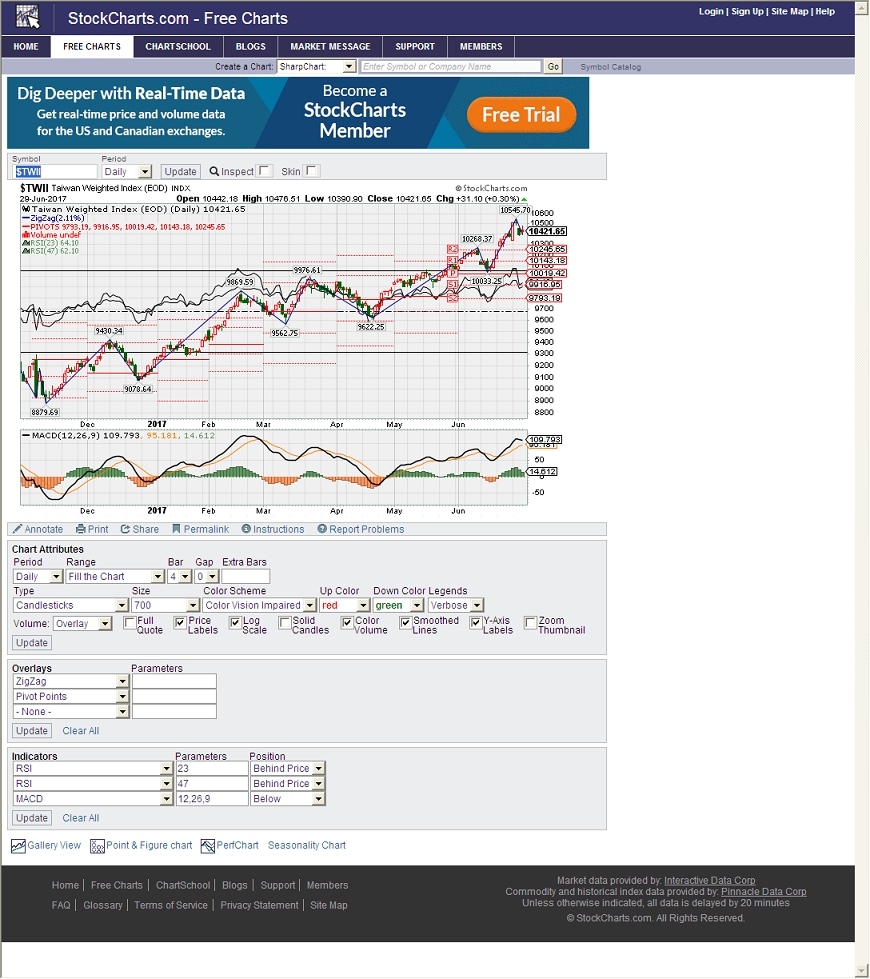 StockCharts.com - Free Charts
Login | Sign Up | Site Map | Help
HOME FREE CHARTS CHARTSCHOOL BLOGS MARKET MESSAGE SUPPORT MEMBERS
Create a Chart: SharpChart: Enter Symbol or Company Name Go Symbol Catalog
Dig Deeper with Real-Time Data
Get real-time price and volume data
for the US and Canadian exchanges.
Become a
StockCharts
Member
Free Trial
Symbol Period
$TWII Daily Update Inspect Skin
$TWII Taiwan Weighted Index (EOD) INDX © StockCharts.com
29-Jun-2017 Open 10442.18 High 10476.51 Low 10390.90 Close 10421.65 Chg +31.10 (+0.30%)
Taiwan Weighted Index (EOD) (Daily) 10421.65
ZigZag(2.11%)
PIVOTS 9793.19, 9916.95, 10019.42, 10143.18, 10245.65
Volume undef
RSI(23) 64.10
RSI(47) 62.10
10545.70
10268.37
10033.25
9976.61
9869.59
9622.25
9562.75
9430.34
9078.64
8879.69
R2
R1
P
S1
S2
10600
10500
10421.65
10300
10245.65
10143.18
10019.42
9916.95
9793.19
9700
9600
9500
9400
9300
9200
9100
9000
8900
8800
Dec 2017 Feb Mar Apr May Jun
MACD(12,26,9) 109.793, 95.181, 14.612
109.793
95.181
50
14.612
0
-50
Dec 2017 Feb Mar Apr May Jun
Annotate Print Share Permalink Instructions Report Problems
Chart Attributes
Period Range Bar Gap Extra Bars
Daily Fill the Chart 4 0
Type Size Color Scheme Up Color Down Color Legends
Candlesticks 700 Color Vision Impaired red green Verbose
Volume: Overlay Full Quote Price Labels Log Scale Solid Candles Color Volume Smoothed Lines Y-Axis Labels Zoom Thumbnail
Update
Overlays Parameters
ZigZag
Pivot Points
- None -
Update Clear All
Indicators Parameters Position
RSI 23 Behind Price
RSI 47 Behind Price
MACD 12,26,9 Below
Update Clear All
Gallery View Point & Figure chart PerfChart Seasonality Chart
Home | Free Charts | ChartSchool | Blogs | Support | Members
FAQ | Glossary | Terms of Service | Privacy Statement | Site Map
Market data provided by: Interactive Data Corp
Commodity and historical index data provided by: Pinnacle Data Corp
Unless otherwise indicated, all data is delayed by 20 minutes
© StockCharts.com. All Rights Reserved.